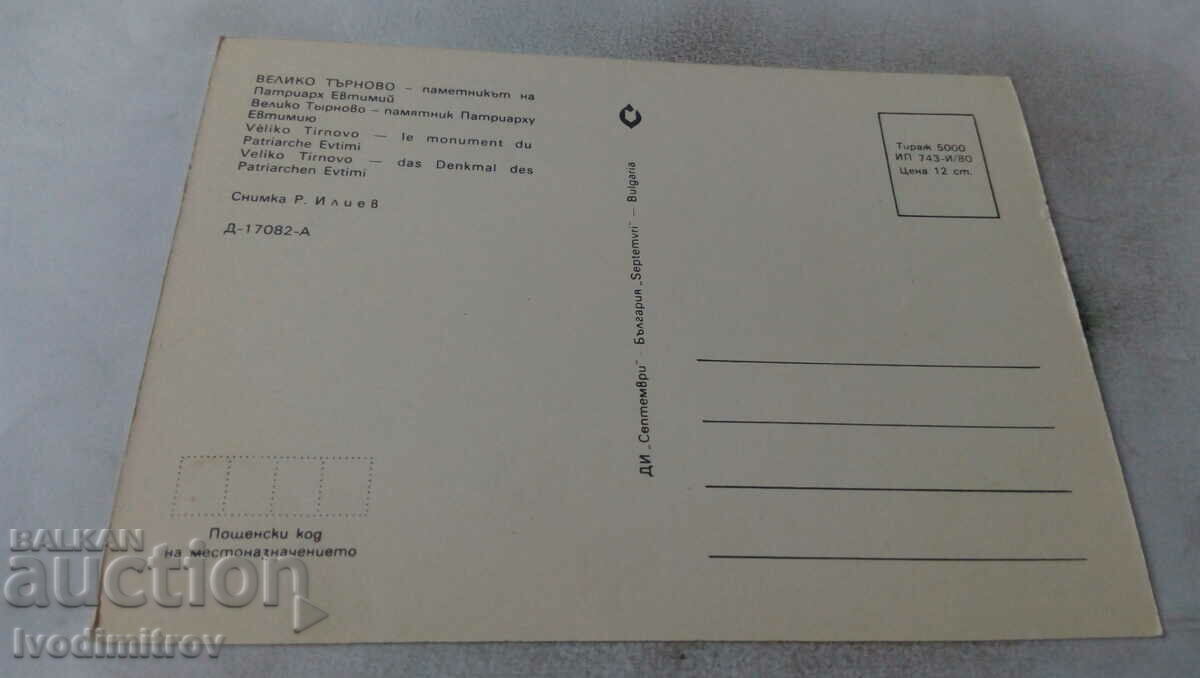 ВЕЛИКО ТЪРНОВО – паметникът на
Патриарх Евтимий
Велико Тырново – памятник Патриарху
Евтимию
Véliko Tirnovo — le monument du
Patriarche Evtimi
Veliko Tirnovo — das Denkmal des
Patriarchen Evtimi
Снимка Р. Илиев
Д-17082-А
Пощенски код
на местоназначението
ДИ „Септември" - България „Septemvri" — Bulgaria
Тираж 5000
ИП 743-И/80
Цена 12 ст.
BALKAN
auction
Ivodimitrov